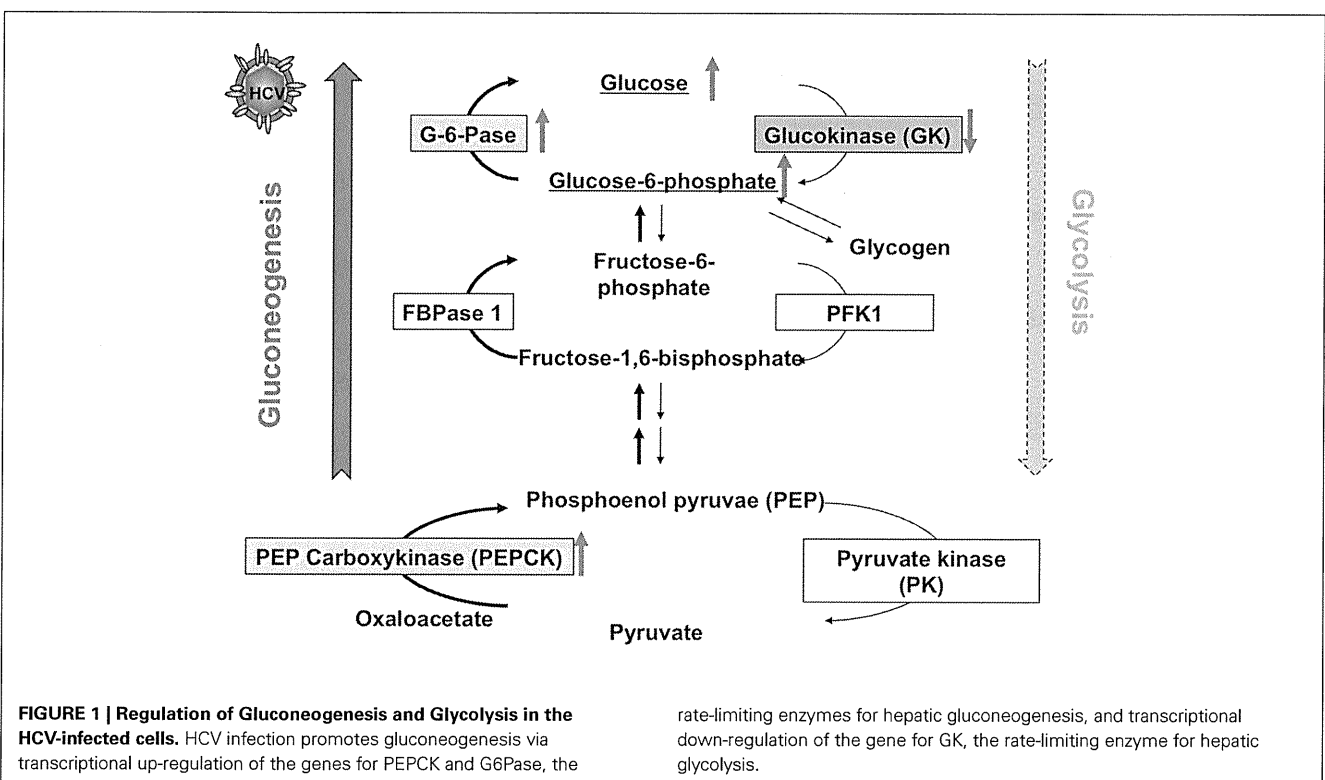 HCV
Glucose
G-6-Pase
Glucokinase (GK)
Glucose-6-phosphate
Gluconeogenesis
Glycolysis
Glycogen
Fructose-6-
phosphate
FBPase 1
PFK1
Fructose-1,6-bisphosphate
Phosphoenol pyruvae (PEP)
PEP Carboxykinase (PEPCK)
Pyruvate kinase
(PK)
Oxaloacetate
Pyruvate
FIGURE 1 | Regulation of Gluconeogenesis and Glycolysis in the
HCV-infected cells. HCV infection promotes gluconeogenesis via
transcriptional up-regulation of the genes for PEPCK and G6Pase, the
rate-limiting enzymes for hepatic gluconeogenesis, and transcriptional
down-regulation of the gene for GK, the rate-limiting enzyme for hepatic
glycolysis.